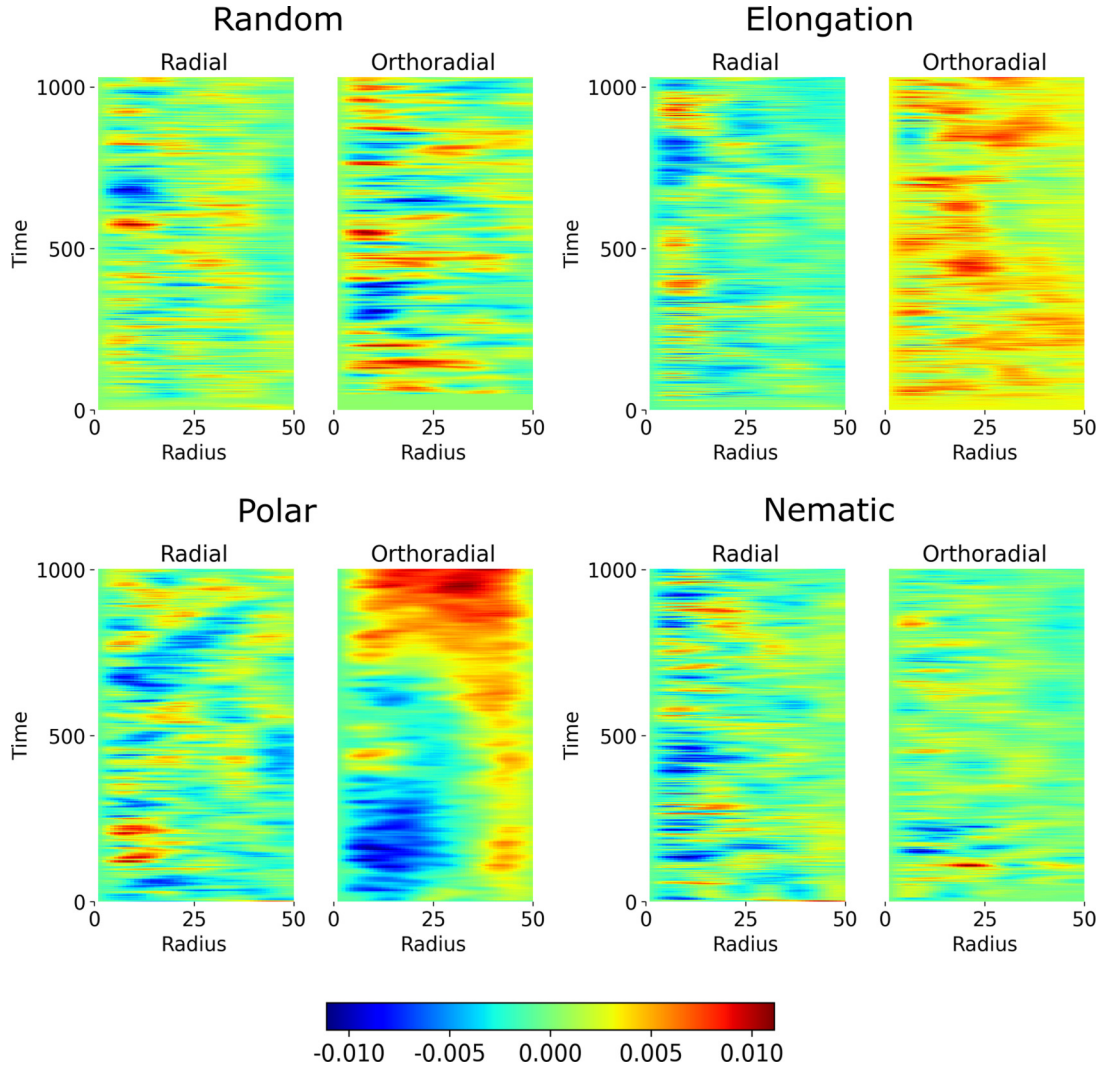 Random Elongation
Radial Orthoradial Radial Orthoradial
1000 1000
Time Time
500 500
0 0
0 25 50 0 25 50 0 25 50 0 25 50
Radius Radius Radius Radius
Polar Nematic
Radial Orthoradial Radial Orthoradial
1000 1000
Time Time
500 500
0 0
0 25 50 0 25 50 0 25 50 0 25 50
Radius Radius Radius Radius
-0.010 -0.005 0.000 0.005 0.010